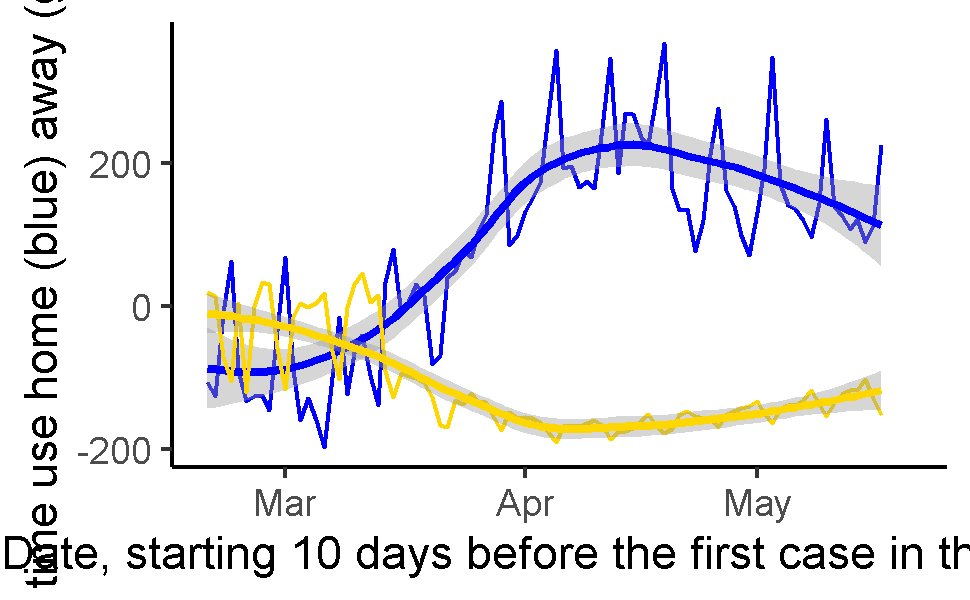 time use home (blue) away (
200
0
-200
Mar Apr May
Date, starting 10 days before the first case in th